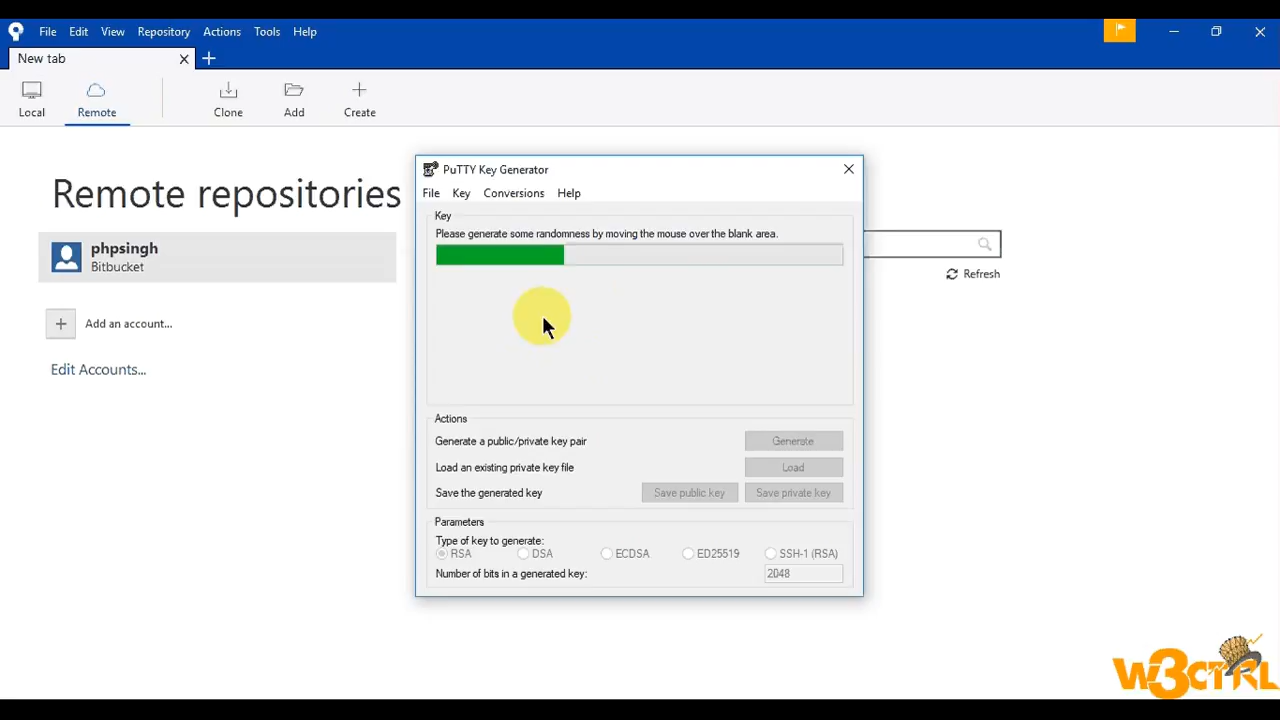 File Edit View Repository Actions Tools Help
New tab
Local Remote Clone Add Create
Remote repositories
phpsingh
Bitbucket
Add an account...
Edit Accounts...
Refresh
PuTTY Key Generator
File Key Conversions Help
Key
Please generate some randomness by moving the mouse over the blank area.
Actions
Generate a public/private key pair Generate
Load an existing private key file Load
Save the generated key Save public key Save private key
Parameters
Type of key to generate:
RSA DSA ECDSA ED25519 SSH-1 (RSA)
Number of bits in a generated key: 2048
W3CTRL